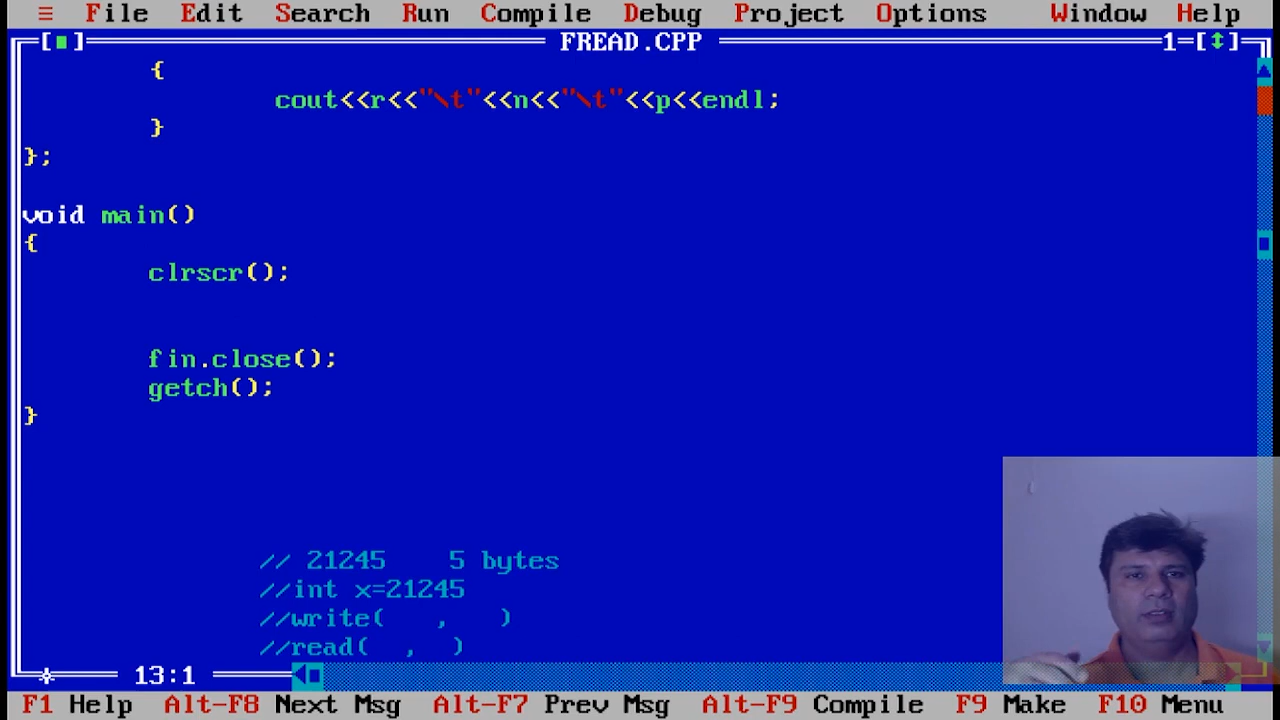 ≡ File Edit Search Run Compile Debug Project Options Window Help
[■] FREAD.CPP 1=[↕]
{
cout<<r<<"\t"<<n<<"\t"<<p<<endl;
}
};
void main()
{
clrscr();
fin.close();
getch();
}
// 21245 5 bytes
//int x=21245
//write( , )
//read( , )
13:1
F1 Help Alt-F8 Next Msg Alt-F7 Prev Msg Alt-F9 Compile F9 Make F10 Menu